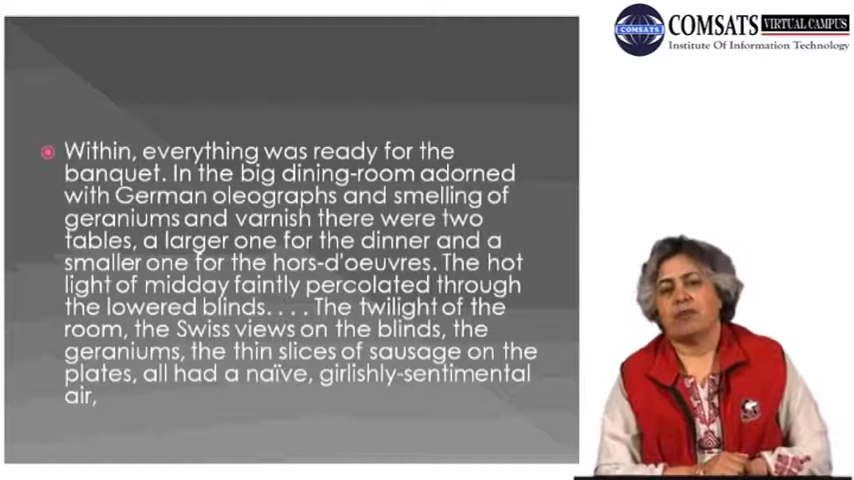 COMSATS VIRTUAL CAMPUS
COMSATS
Institute Of Information Technology
Within, everything was ready for the
banquet. In the big dining-room adorned
with German oleographs and smelling of
geraniums and varnish there were two
tables, a larger one for the dinner and a
smaller one for the hors-d'oeuvres. The hot
light of midday faintly percolated through
the lowered blinds. . . . The twilight of the
room, the Swiss views on the blinds, the
geraniums, the thin slices of sausage on the
plates, all had a naïve, girlishly-sentimental
air,